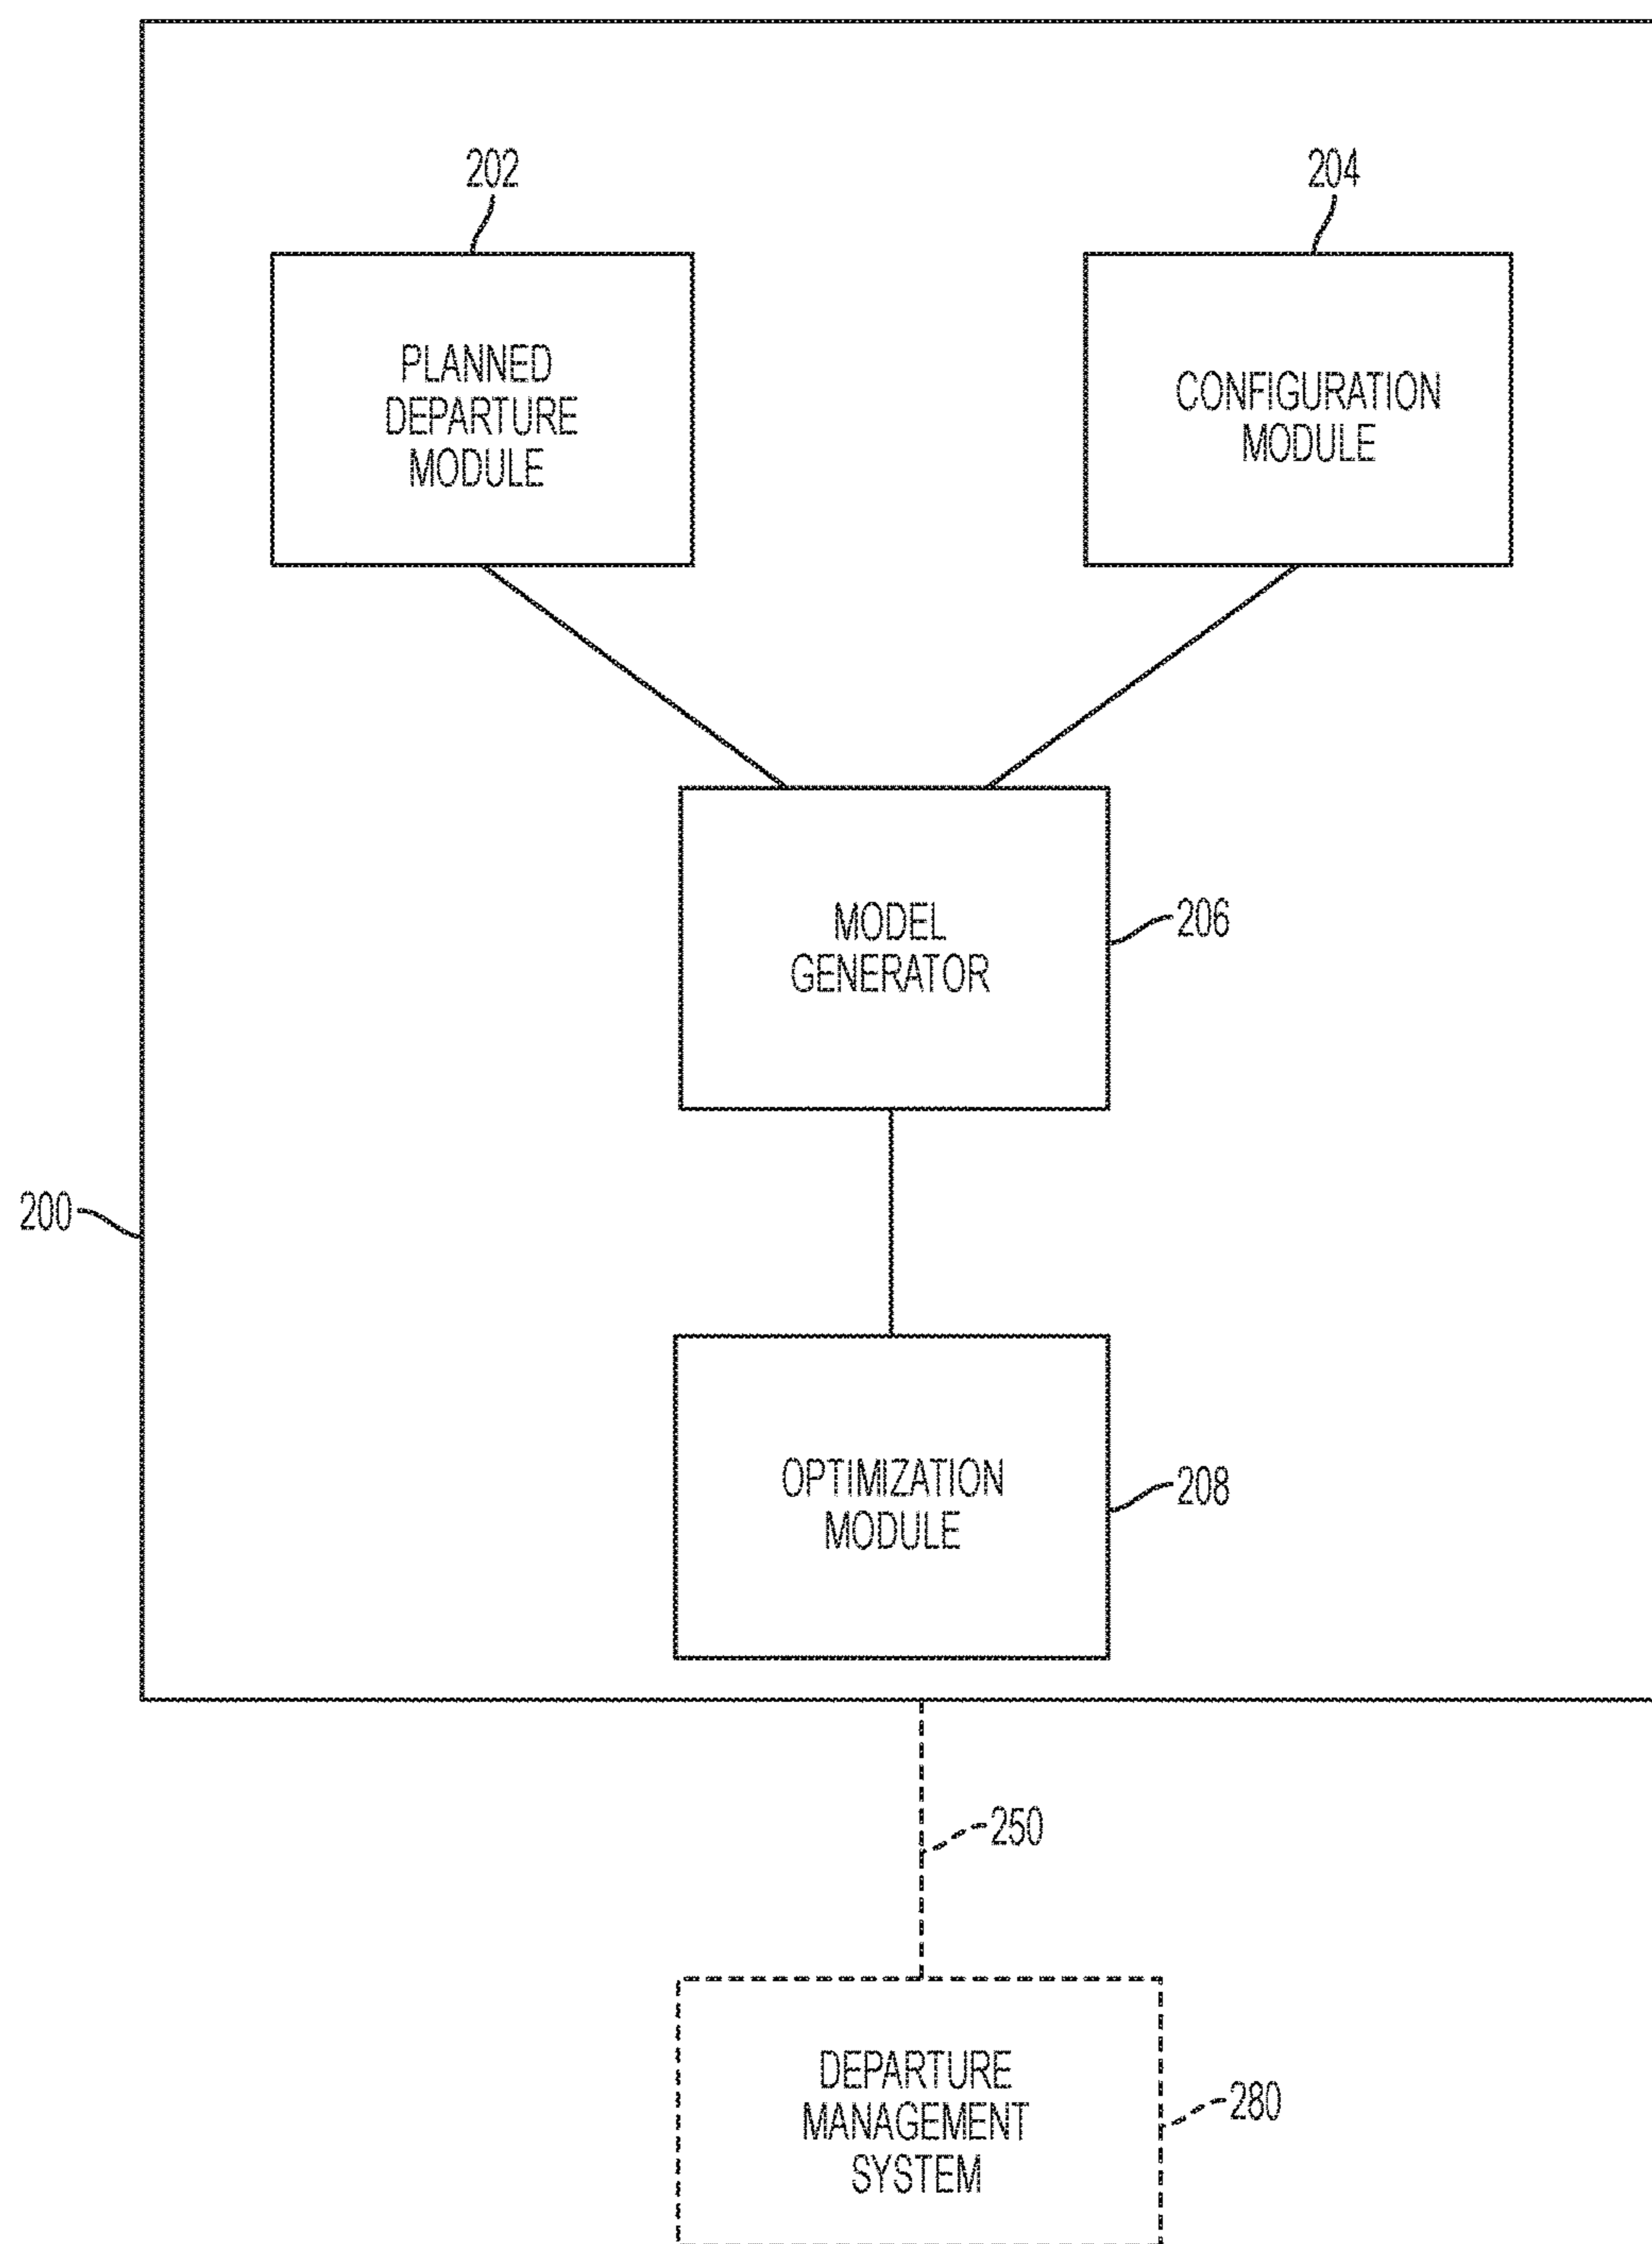 202
204
PLANNED
DEPARTURE
MODULE
CONFIGURATION
MODULE
MODEL
GENERATOR
206
200
OPTIMIZATION
MODULE
208
250
DEPARTURE
MANAGEMENT
SYSTEM
280